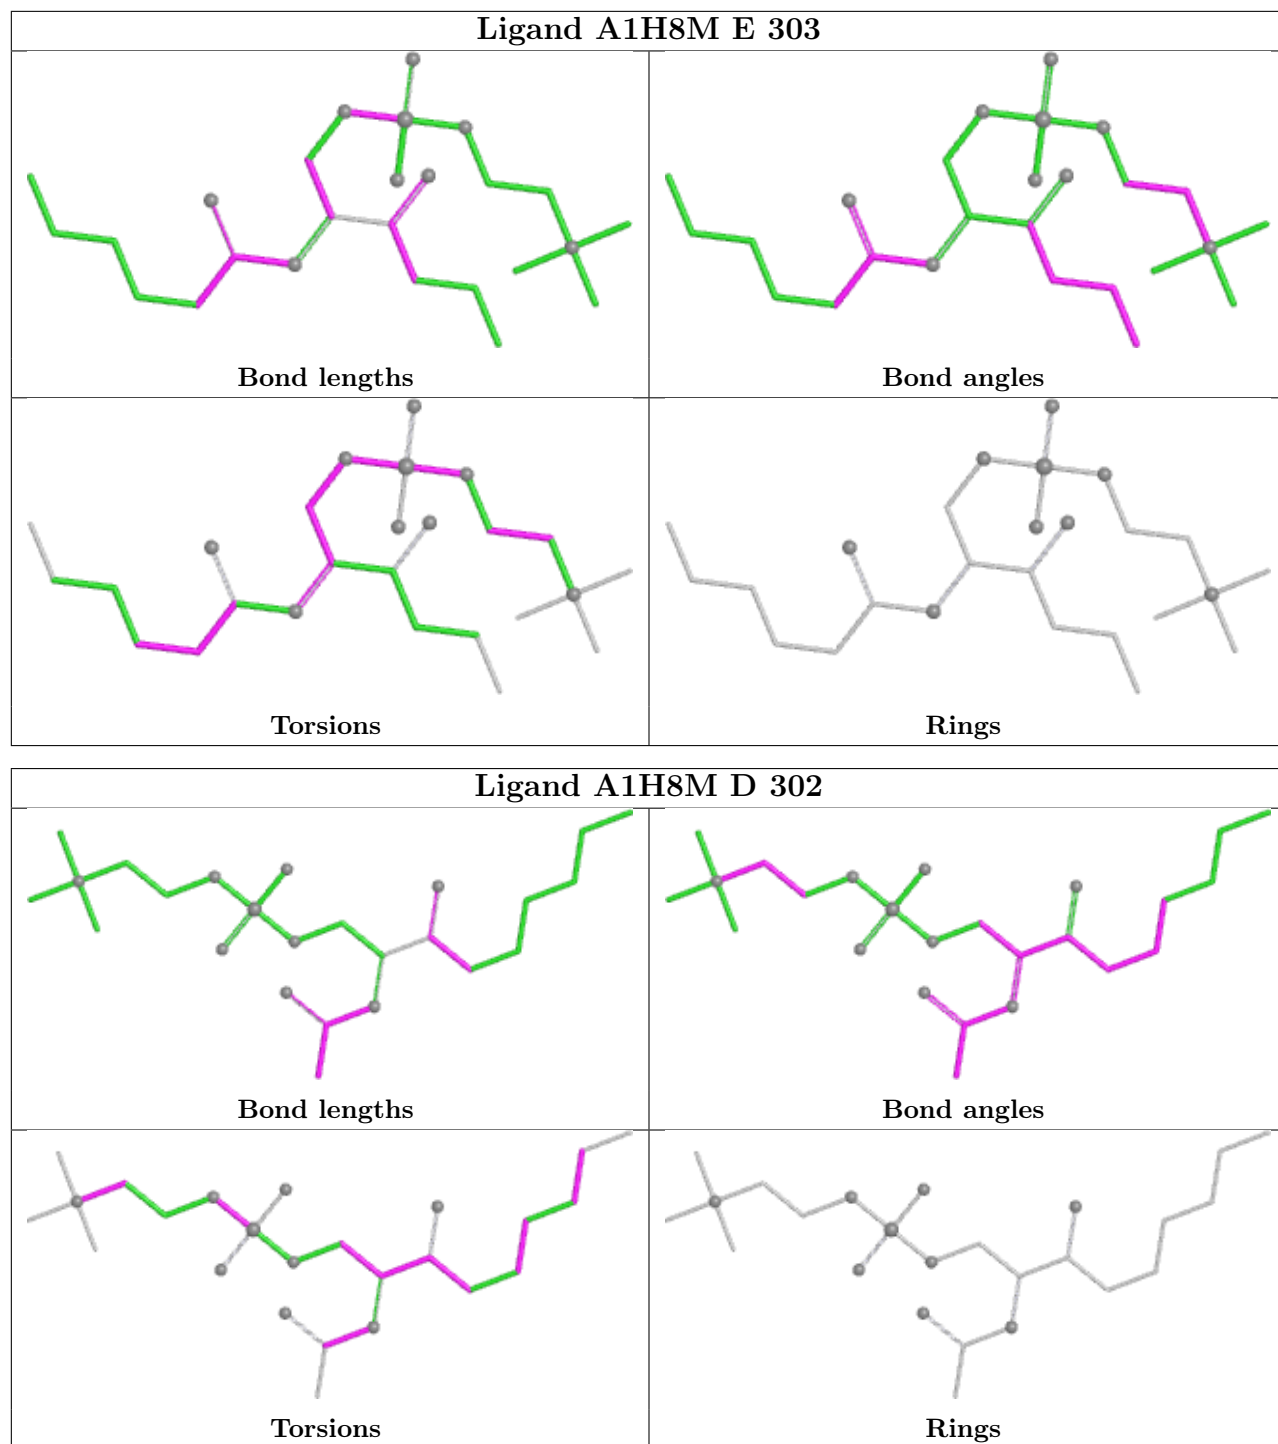 Ligand A1H8M E 303
Bond lengths
Bond angles
Torsions
Rings
Ligand A1H8M D 302
Bond lengths
Bond angles
Torsions
Rings